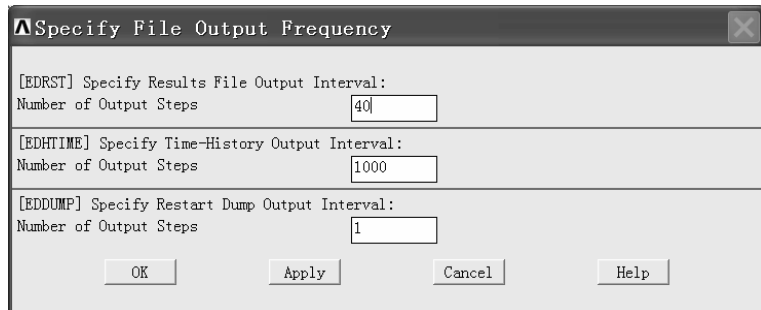 Specify File Output Frequency
[EDRST] Specify Results File Output Interval:
Number of Output Steps 40
[EDHTIME] Specify Time-History Output Interval:
Number of Output Steps 1000
[EDDUMP] Specify Restart Dump Output Interval:
Number of Output Steps 1
OK Apply Cancel Help